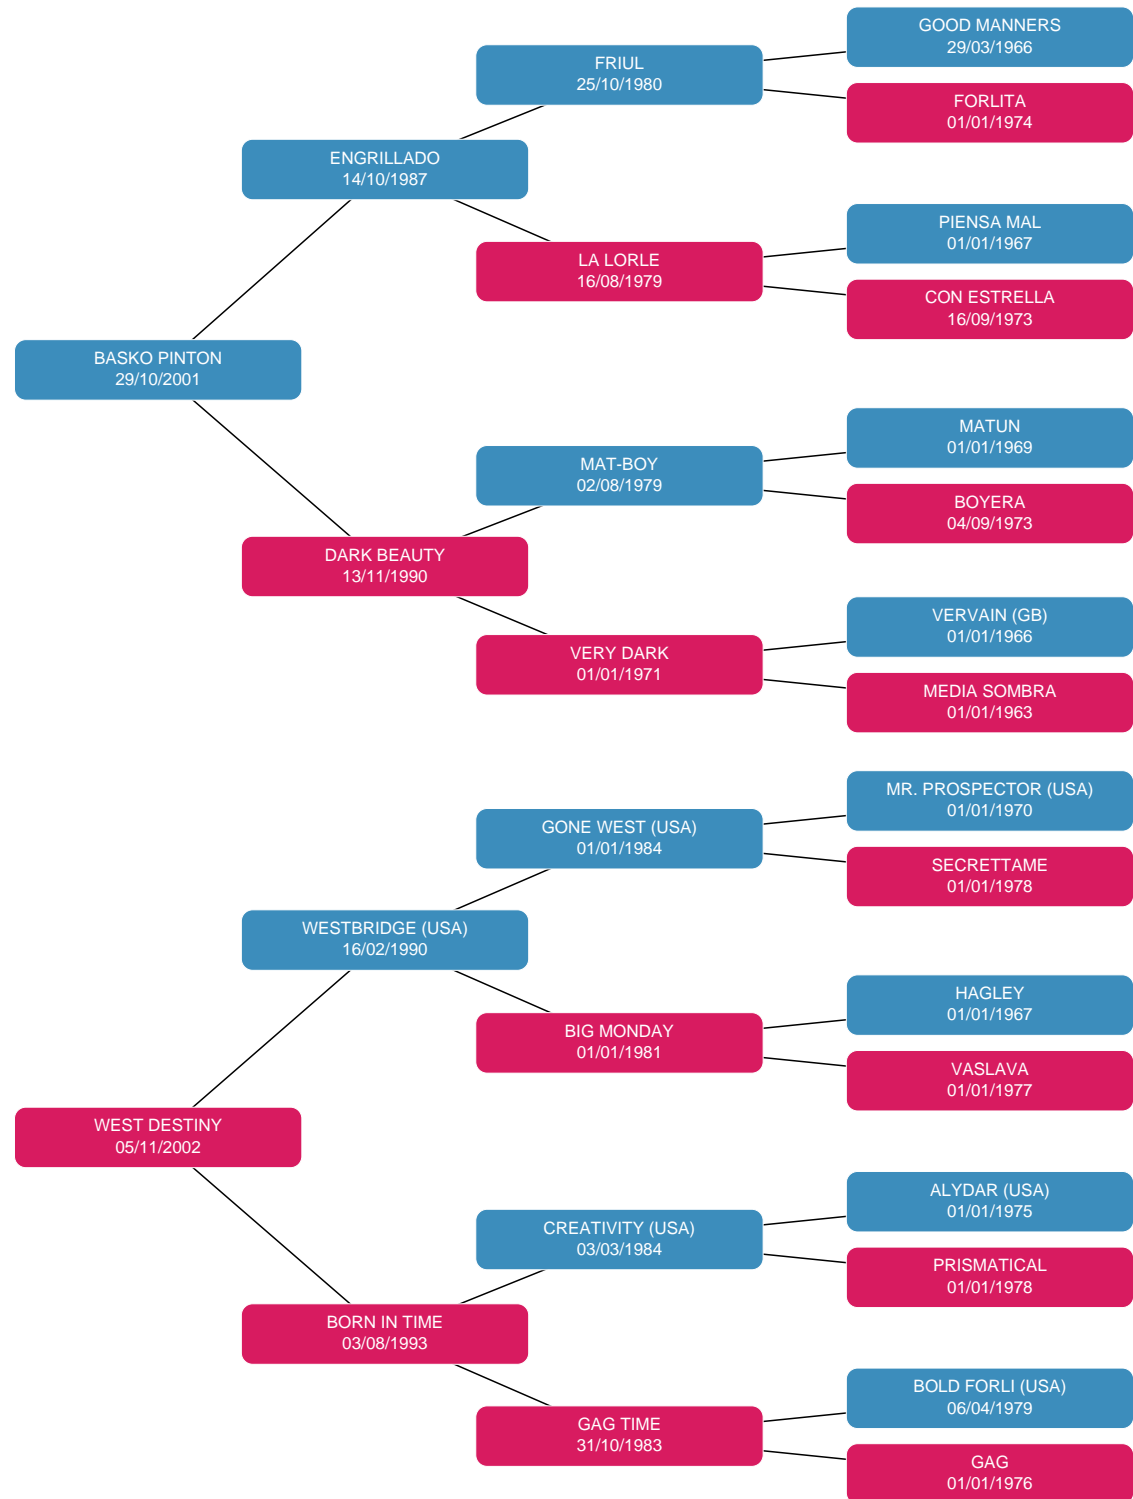 GOOD MANNERS
29/03/1966
FRIUL
25/10/1980
FORLITA
01/01/1974
ENGRILLADO
14/10/1987
PIENSA MAL
01/01/1967
LA LORLE
16/08/1979
CON ESTRELLA
16/09/1973
BASKO PINTON
29/10/2001
MATUN
01/01/1969
MAT-BOY
02/08/1979
BOYERA
04/09/1973
DARK BEAUTY
13/11/1990
VERVAIN (GB)
01/01/1966
VERY DARK
01/01/1971
MEDIA SOMBRA
01/01/1963
MR. PROSPECTOR (USA)
01/01/1970
GONE WEST (USA)
01/01/1984
SECRETTAME
01/01/1978
WESTBRIDGE (USA)
16/02/1990
HAGLEY
01/01/1967
BIG MONDAY
01/01/1981
VASLAVA
01/01/1977
WEST DESTINY
05/11/2002
ALYDAR (USA)
01/01/1975
CREATIVITY (USA)
03/03/1984
PRISMATICAL
01/01/1978
BORN IN TIME
03/08/1993
BOLD FORLI (USA)
06/04/1979
GAG TIME
31/10/1983
GAG
01/01/1976